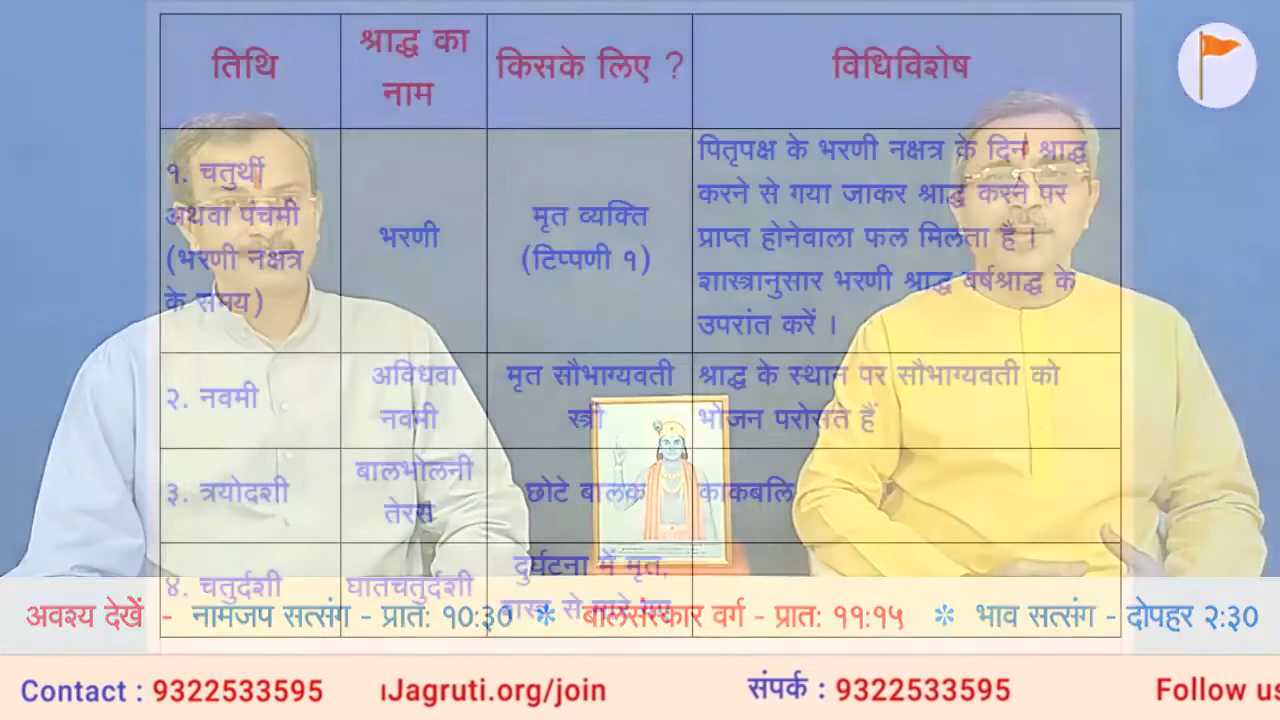 तिथि
श्राद्ध का
नाम
किसके लिए ?
विधिविशेष
१. चतुर्थी
अथवा पंचमी
(भरणी नक्षत्र
के समय)
भरणी
मृत व्यक्ति
(टिप्पणी १)
पितृपक्ष के भरणी नक्षत्र के दिन श्राद्ध
करने से गया जाकर श्राद्ध करने पर
प्राप्त होनेवाला फल मिलता है ।
शास्त्रानुसार भरणी श्राद्ध वर्षश्राद्ध के
उपरांत करें ।
२. नवमी
अविधवा
नवमी
मृत सौभाग्यवती
स्त्री
श्राद्ध के स्थान पर सौभाग्यवती को
भोजन परोसते हैं
३. त्रयोदशी
बालभोलनी
तेरस
छोटे बालक
काकबलि
४. चतुर्दशी
घातचतुर्दशी
दुर्घटना में मृत,
से मारे गए
अवश्य देखें - नामजप सत्संग - प्रात: १०:३० * बालसंस्कार वर्ग - प्रात: ११:१५ * भाव सत्संग - दोपहर २:३०
Contact : 9322533595 Jagruti.org/join संपर्क : 9322533595 Follow us